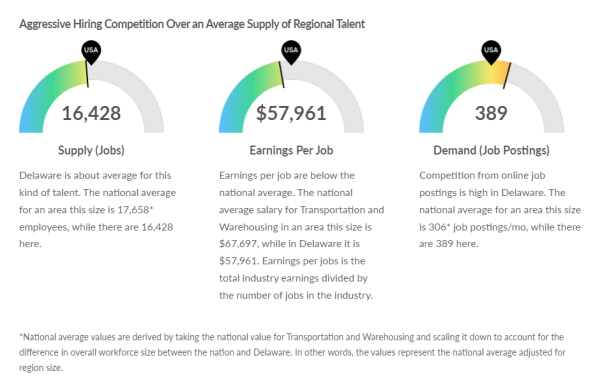 Aggressive Hiring Competition Over an Average Supply of Regional Talent
USA
USA
USA
16,428
$57,961
389
Supply (Jobs)
Earnings Per Job
Demand (Job Postings)
Delaware is about average for this
kind of talent. The national average
for an area this size is 17,658*
employees, while there are 16,428
here.
Earnings per job are below the
national average. The national
average salary for Transportation and
Warehousing in an area this size is
$67,697, while in Delaware it is
$57,961. Earnings per jobs is the
total industry earnings divided by
the number of jobs in the industry.
Competition from online job
postings is high in Delaware. The
national average for an area this size
is 306* job postings/mo, while there
are 389 here.
*National average values are derived by taking the national value for Transportation and Warehousing and scaling it down to account for the
difference in overall workforce size between the nation and Delaware. In other words, the values represent the national average adjusted for
region size.